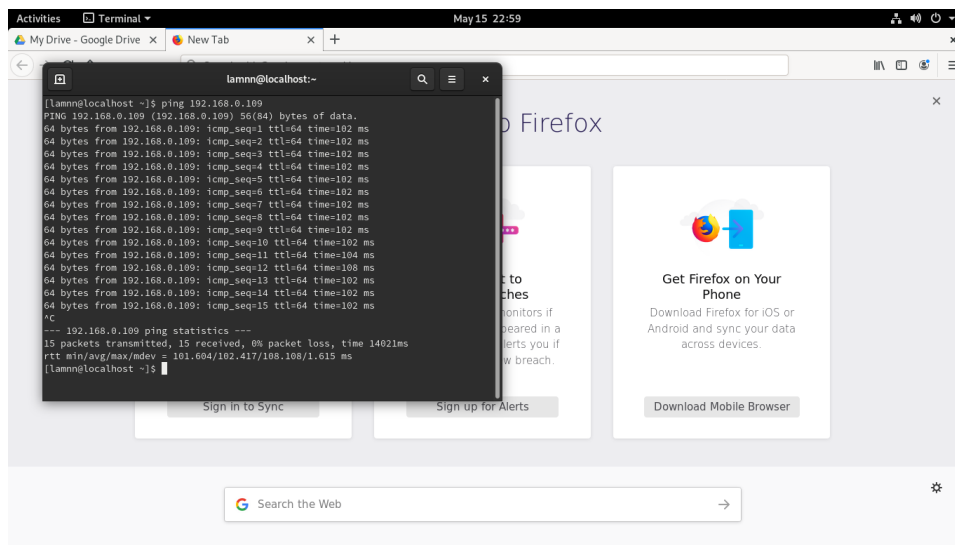 Activities Terminal May 15 22:59
My Drive - Google Drive New Tab
lamnn@localhost:~
[lamnn@localhost ~]$ ping 192.168.0.109
PING 192.168.0.109 (192.168.0.109) 56(84) bytes of data.
64 bytes from 192.168.0.109: icmp_seq=1 ttl=64 time=102 ms
64 bytes from 192.168.0.109: icmp_seq=2 ttl=64 time=102 ms
64 bytes from 192.168.0.109: icmp_seq=3 ttl=64 time=102 ms
64 bytes from 192.168.0.109: icmp_seq=4 ttl=64 time=102 ms
64 bytes from 192.168.0.109: icmp_seq=5 ttl=64 time=102 ms
64 bytes from 192.168.0.109: icmp_seq=6 ttl=64 time=102 ms
64 bytes from 192.168.0.109: icmp_seq=7 ttl=64 time=102 ms
64 bytes from 192.168.0.109: icmp_seq=8 ttl=64 time=102 ms
64 bytes from 192.168.0.109: icmp_seq=9 ttl=64 time=102 ms
64 bytes from 192.168.0.109: icmp_seq=10 ttl=64 time=102 ms
64 bytes from 192.168.0.109: icmp_seq=11 ttl=64 time=104 ms
64 bytes from 192.168.0.109: icmp_seq=12 ttl=64 time=108 ms
64 bytes from 192.168.0.109: icmp_seq=13 ttl=64 time=102 ms
64 bytes from 192.168.0.109: icmp_seq=14 ttl=64 time=102 ms
64 bytes from 192.168.0.109: icmp_seq=15 ttl=64 time=102 ms
^C
--- 192.168.0.109 ping statistics ---
15 packets transmitted, 15 received, 0% packet loss, time 14021ms
rtt min/avg/max/mdev = 101.604/102.417/108.108/1.615 ms
[lamnn@localhost ~]$
Firefox
to
ches
onitors if
peared in a
lerts you if
w breach.
Get Firefox on Your
Phone
Download Firefox for iOS or
Android and sync your data
across devices.
Sign in to Sync
Sign up for Alerts
Download Mobile Browser
Search the Web